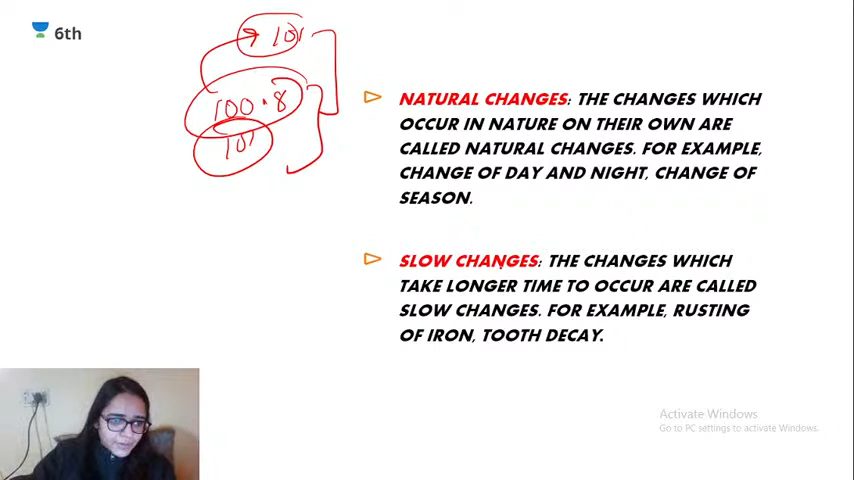 6th
101
100.8
101
NATURAL CHANGES: THE CHANGES WHICH
OCCUR IN NATURE ON THEIR OWN ARE
CALLED NATURAL CHANGES. FOR EXAMPLE,
CHANGE OF DAY AND NIGHT, CHANGE OF
SEASON.
SLOW CHANGES: THE CHANGES WHICH
TAKE LONGER TIME TO OCCUR ARE CALLED
SLOW CHANGES. FOR EXAMPLE, RUSTING
OF IRON, TOOTH DECAY.
Activate Windows
Go to PC settings to activate Windows.